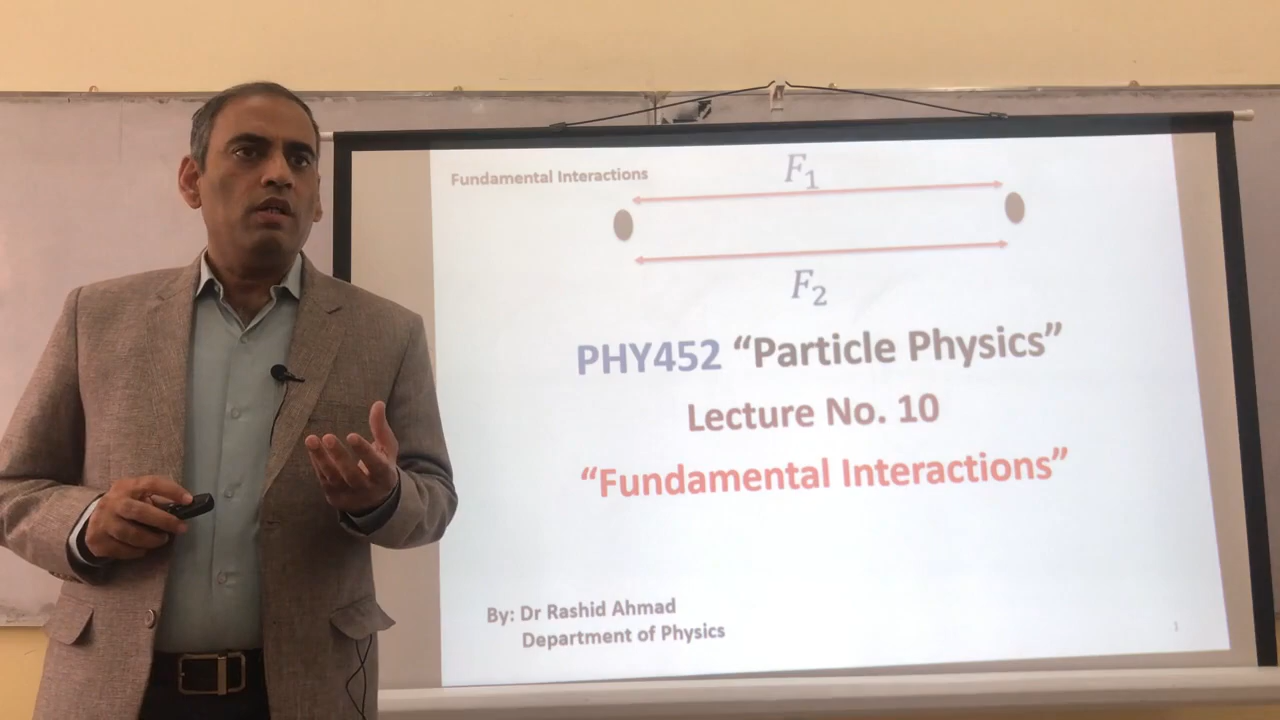 Fundamental Interactions
F₁
F₂
PHY452 “Particle Physics”
Lecture No. 10
“Fundamental Interactions”
By: Dr Rashid Ahmad
Department of Physics
1